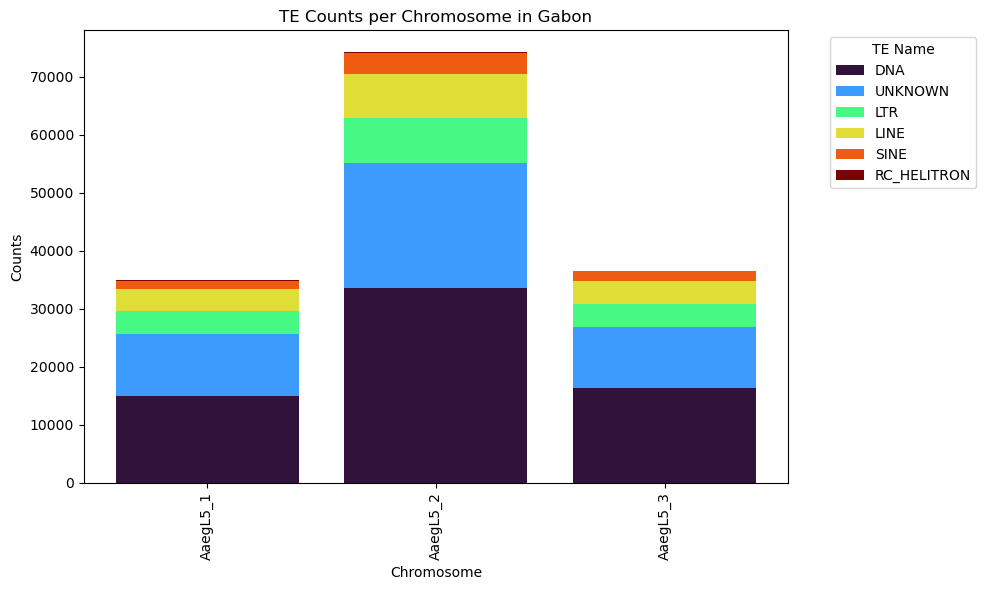 TE Counts per Chromosome in Gabon
TE Name
DNA
UNKNOWN
LTR
LINE
SINE
RC_HELITRON
Counts
70000
60000
50000
40000
30000
20000
10000
0
AaegL5_1
AaegL5_2
AaegL5_3
Chromosome